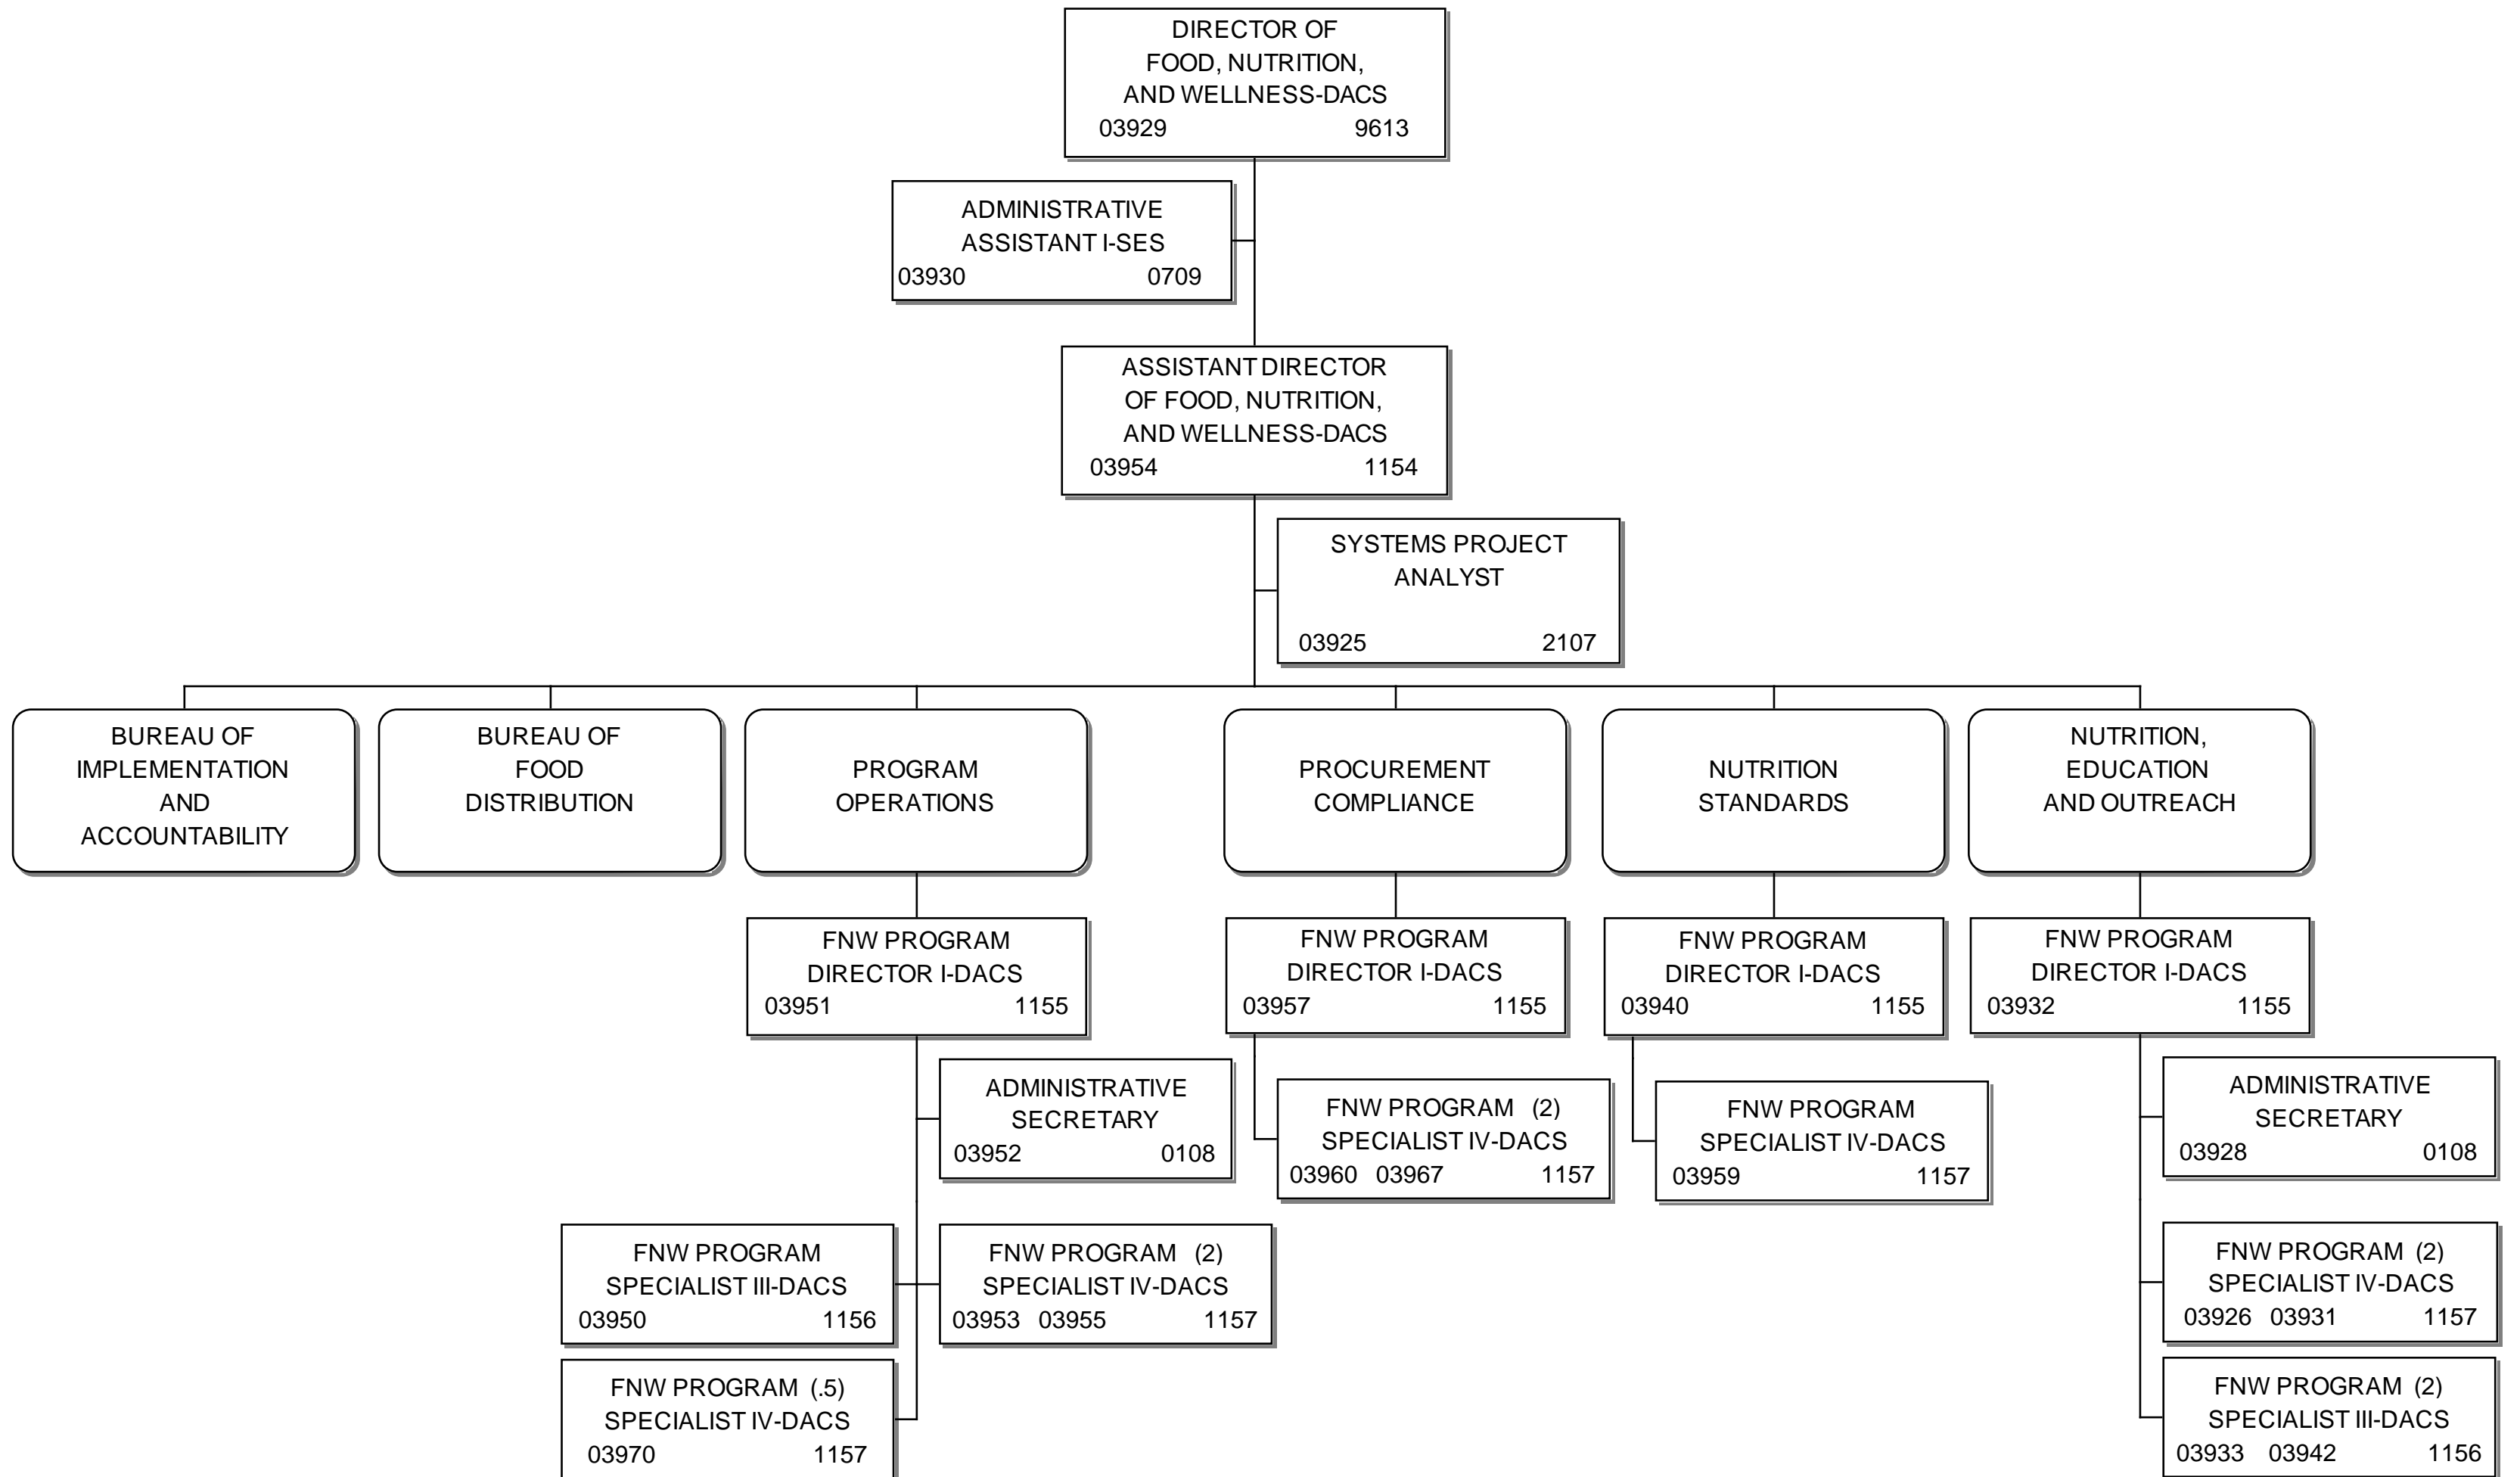 DIRECTOR OF
FOOD, NUTRITION,
AND WELLNESS-DACS
03929 9613
ADMINISTRATIVE
ASSISTANT I-SES
03930 0709
ASSISTANT DIRECTOR
OF FOOD, NUTRITION,
AND WELLNESS-DACS
03954 1154
SYSTEMS PROJECT
ANALYST
03925 2107
BUREAU OF
IMPLEMENTATION
AND
ACCOUNTABILITY
BUREAU OF
FOOD
DISTRIBUTION
PROGRAM
OPERATIONS
PROCUREMENT
COMPLIANCE
NUTRITION
STANDARDS
NUTRITION,
EDUCATION
AND OUTREACH
FNW PROGRAM
DIRECTOR I-DACS
03951 1155
FNW PROGRAM
DIRECTOR I-DACS
03957 1155
FNW PROGRAM
DIRECTOR I-DACS
03940 1155
FNW PROGRAM
DIRECTOR I-DACS
03932 1155
ADMINISTRATIVE
SECRETARY
03952 0108
FNW PROGRAM (2)
SPECIALIST IV-DACS
03960 03967 1157
FNW PROGRAM
SPECIALIST IV-DACS
03959 1157
ADMINISTRATIVE
SECRETARY
03928 0108
FNW PROGRAM
SPECIALIST III-DACS
03950 1156
FNW PROGRAM (2)
SPECIALIST IV-DACS
03953 03955 1157
FNW PROGRAM (2)
SPECIALIST IV-DACS
03926 03931 1157
FNW PROGRAM (.5)
SPECIALIST IV-DACS
03970 1157
FNW PROGRAM (2)
SPECIALIST III-DACS
03933 03942 1156